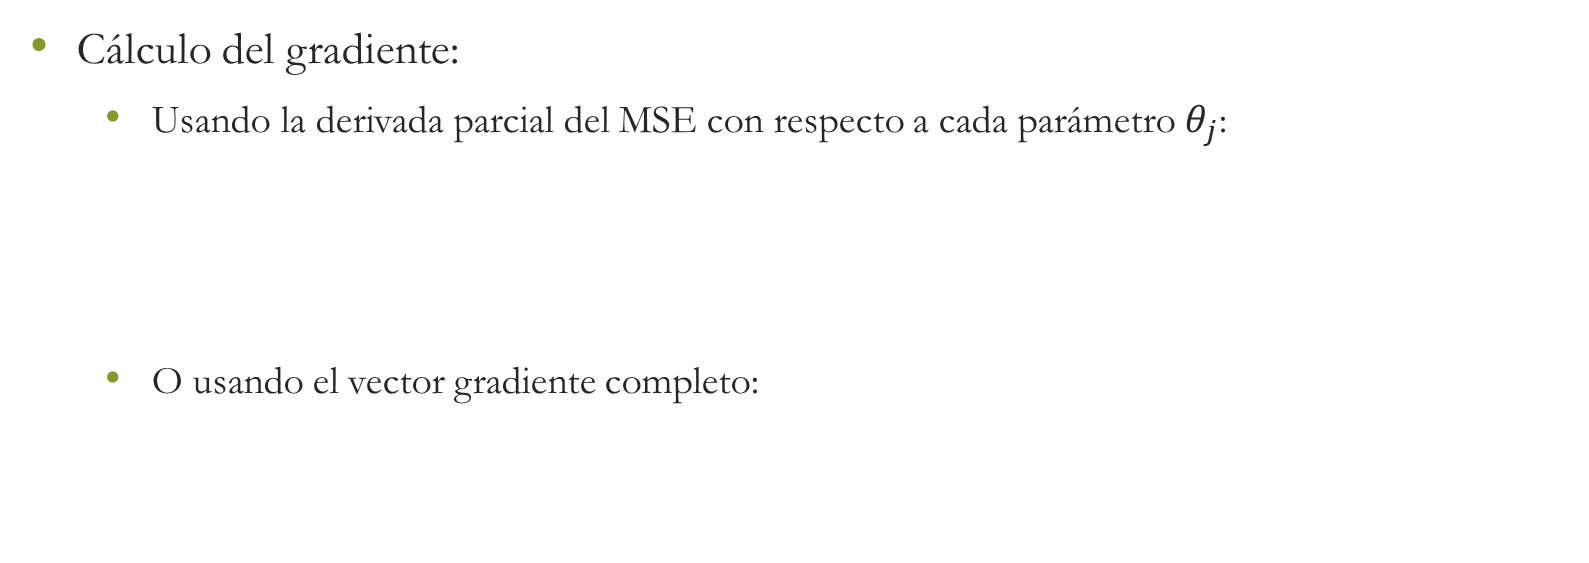 • Cálculo del gradiente:
• Usando la derivada parcial del MSE con respecto a cada parámetro θⱼ:
• O usando el vector gradiente completo: